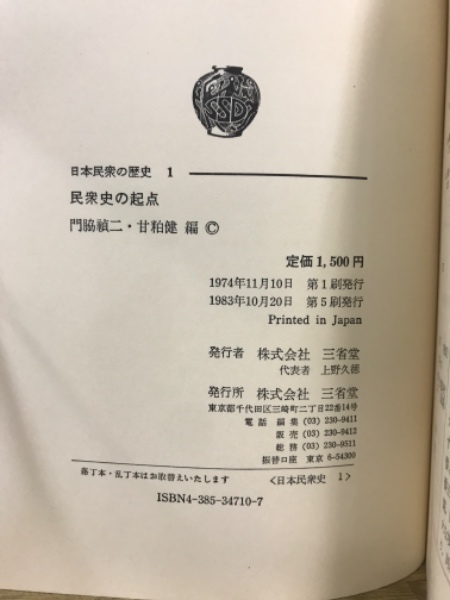 日本民衆の歴史 1
民衆史の起点
門脇禎二・甘粕健 編 ©
定価1,500円
1974年11月10日 第1刷発行
1983年10月20日 第5刷発行
Printed in Japan
発行者 株式会社 三省堂
代表者 上野久徳
発行所 株式会社 三省堂
東京都千代田区三崎町二丁目22番14号
電話 編集 (03) 230-9411
販売 (03) 230-9412
総務 (03) 230-9511
振替口座 東京 6-54300
落丁本・乱丁本はお取替えいたします 〈日本民衆史 1〉
ISBN4-385-34710-7